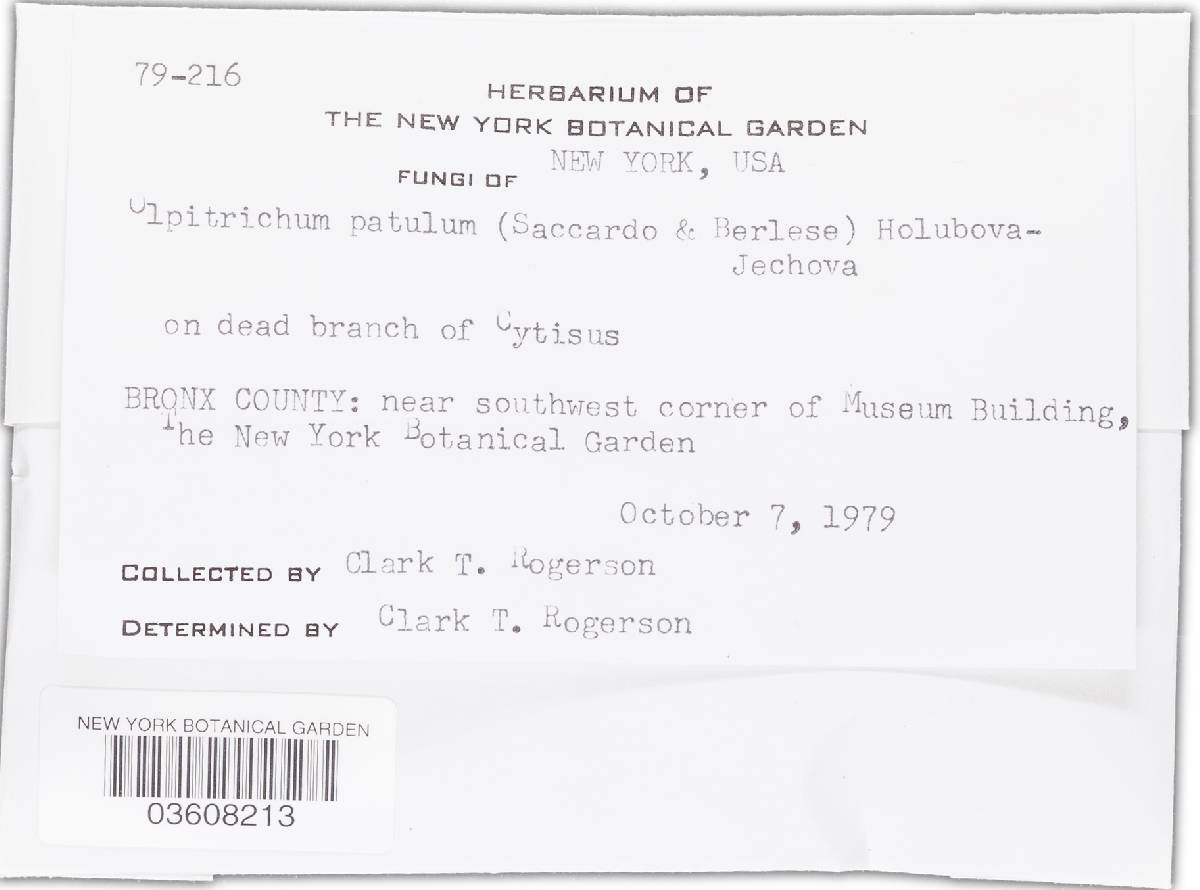 79-216
HERBARIUM OF
THE NEW YORK BOTANICAL GARDEN
FUNGI OF NEW YORK, USA
Olpitrichum patulum (Saccardo & Berlese) Holubova-
Jechova
on dead branch of Cytisus
BRONX COUNTY: near southwest corner of Museum Building,
The New York Botanical Garden
October 7, 1979
COLLECTED BY Clark T. Rogerson
DETERMINED BY Clark T. Rogerson
NEW YORK BOTANICAL GARDEN
03608213